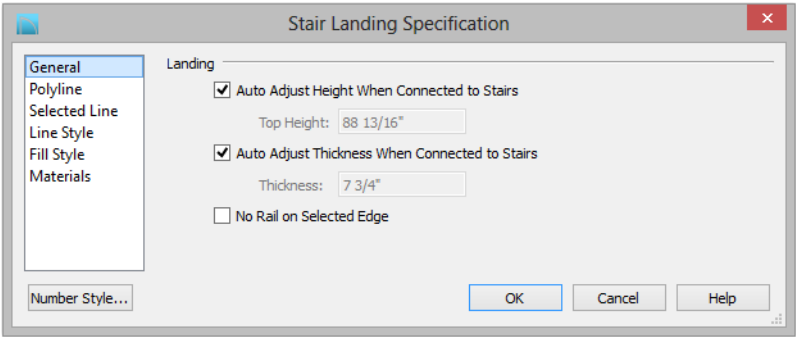 Stair Landing Specification
General
Polyline
Selected Line
Line Style
Fill Style
Materials
Landing
Auto Adjust Height When Connected to Stairs
Top Height: 88 13/16"
Auto Adjust Thickness When Connected to Stairs
Thickness: 7 3/4"
No Rail on Selected Edge
Number Style...
OK
Cancel
Help